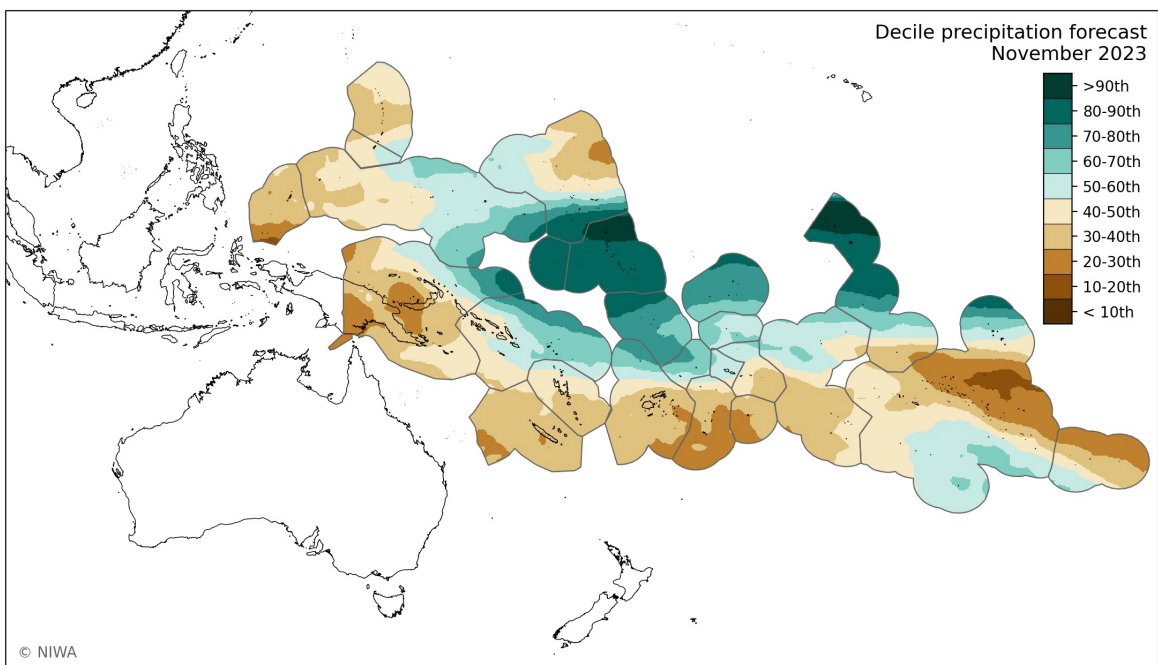 Decile precipitation forecast
November 2023
>90th
80-90th
70-80th
60-70th
50-60th
40-50th
30-40th
20-30th
10-20th
< 10th
© NIWA